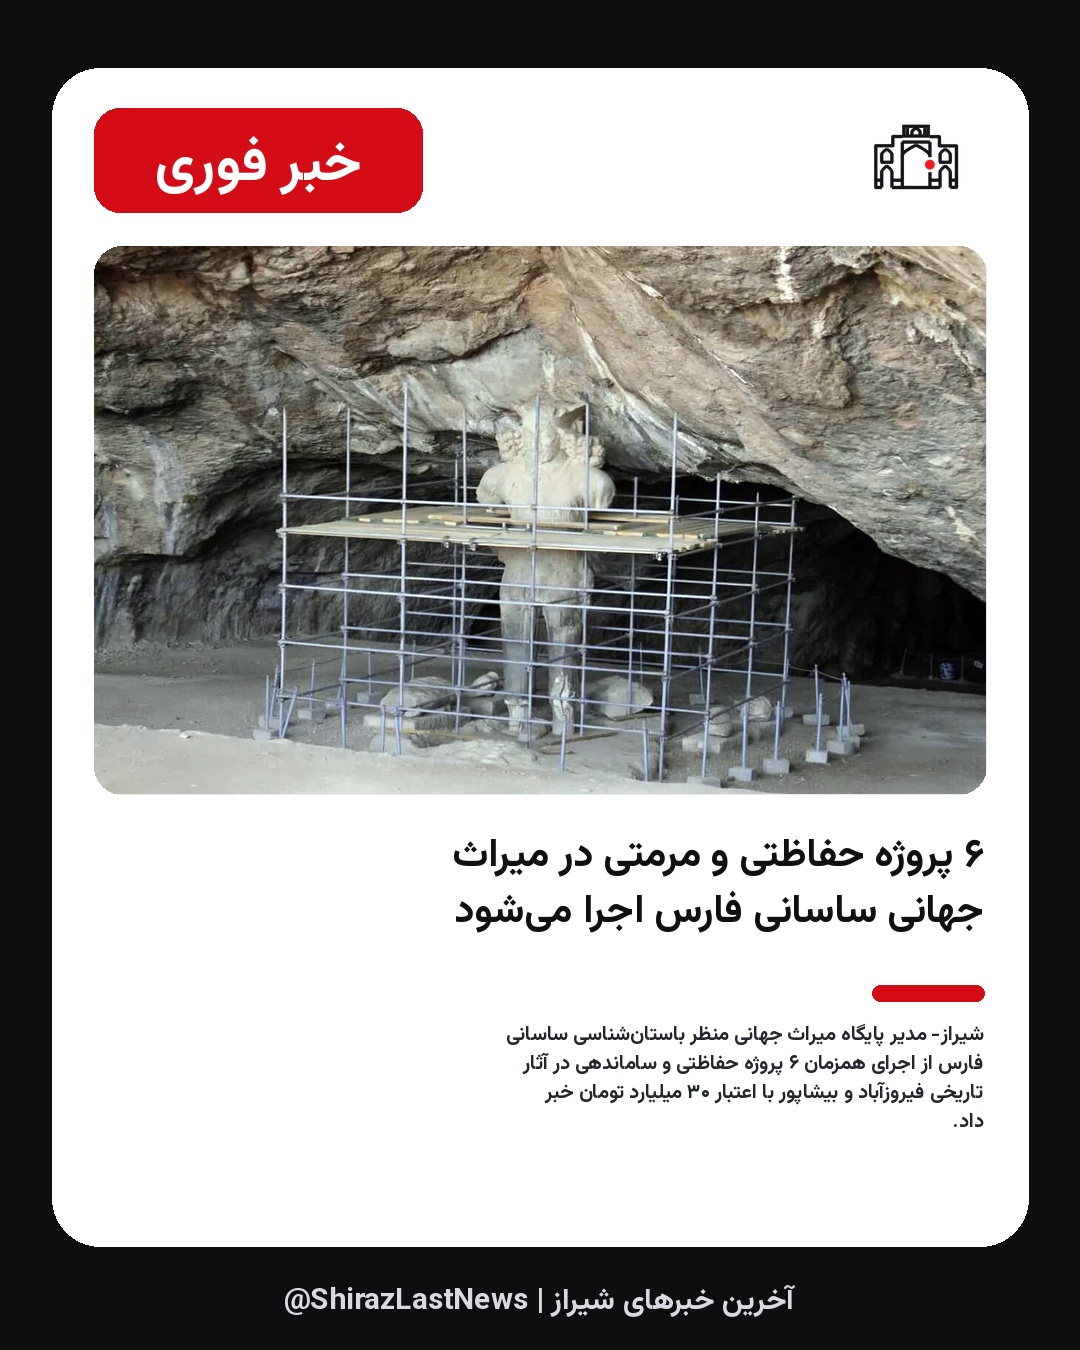 خبر فوری
۶ پروژه حفاظتی و مرمتی در میراث
جهانی ساسانی فارس اجرا می‌شود
شیراز- مدیر پایگاه میراث جهانی منظر باستان‌شناسی ساسانی
فارس از اجرای همزمان ۶ پروژه حفاظتی و ساماندهی در آثار
تاریخی فیروزآباد و بیشاپور با اعتبار ۳۰ میلیارد تومان خبر
داد.
آخرین خبرهای شیراز | @ShirazLastNews